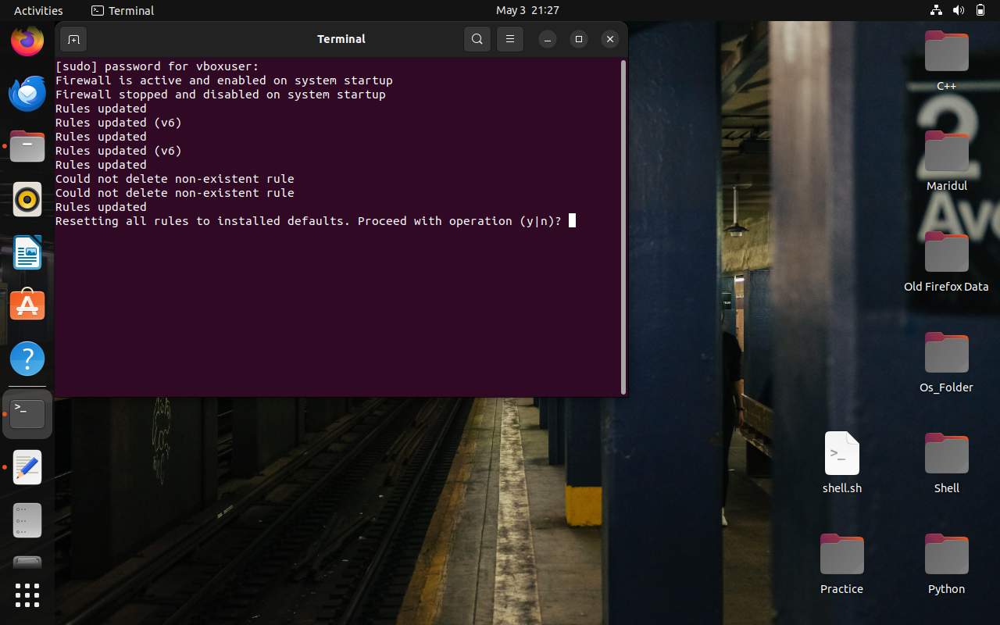 Activities
Terminal
May 3 21:27
Terminal
[sudo] password for vboxuser:
Firewall is active and enabled on system startup
Firewall stopped and disabled on system startup
Rules updated
Rules updated (v6)
Rules updated
Rules updated (v6)
Rules updated
Could not delete non-existent rule
Could not delete non-existent rule
Rules updated
Resetting all rules to installed defaults. Proceed with operation (y|n)?
C++
2
Ave
Maridul
Old Firefox Data
Os_Folder
shell.sh
Shell
Practice
Python